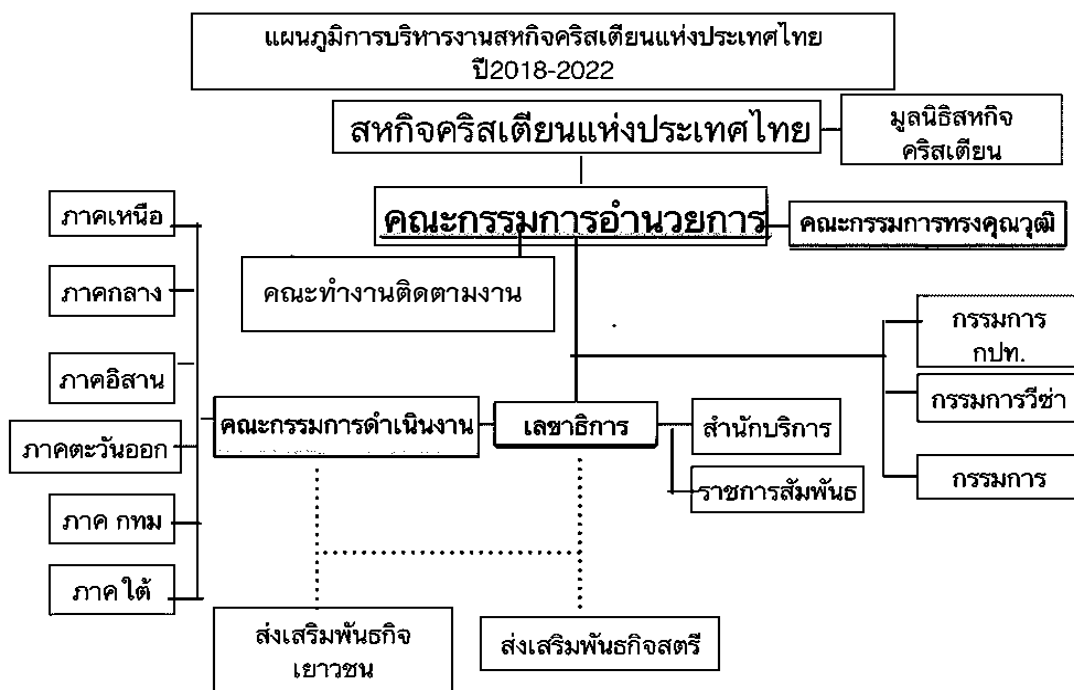 แผนภูมิการบริหารงานสหกิจคริสเตียนแห่งประเทศไทย
ปี2018-2022
สหกิจคริสเตียนแห่งประเทศไทย
มูลนิธิสหกิจ
คริสเตียน
คณะกรรมการอำนวยการ
คณะกรรมการทรงคุณวุฒิ
คณะทำงานติดตามงาน
ภาคเหนือ
ภาคกลาง
ภาคอิสาน
ภาคตะวันออก
ภาค กทม
ภาค ใต้
คณะกรรมการดำเนินงาน
เลขาธิการ
สำนักบริการ
ราชการสัมพันธ
กรรมการ
กปท.
กรรมการวีซ่า
กรรมการ
ส่งเสริมพันธกิจ
เยาวชน
ส่งเสริมพันธกิจสตรี